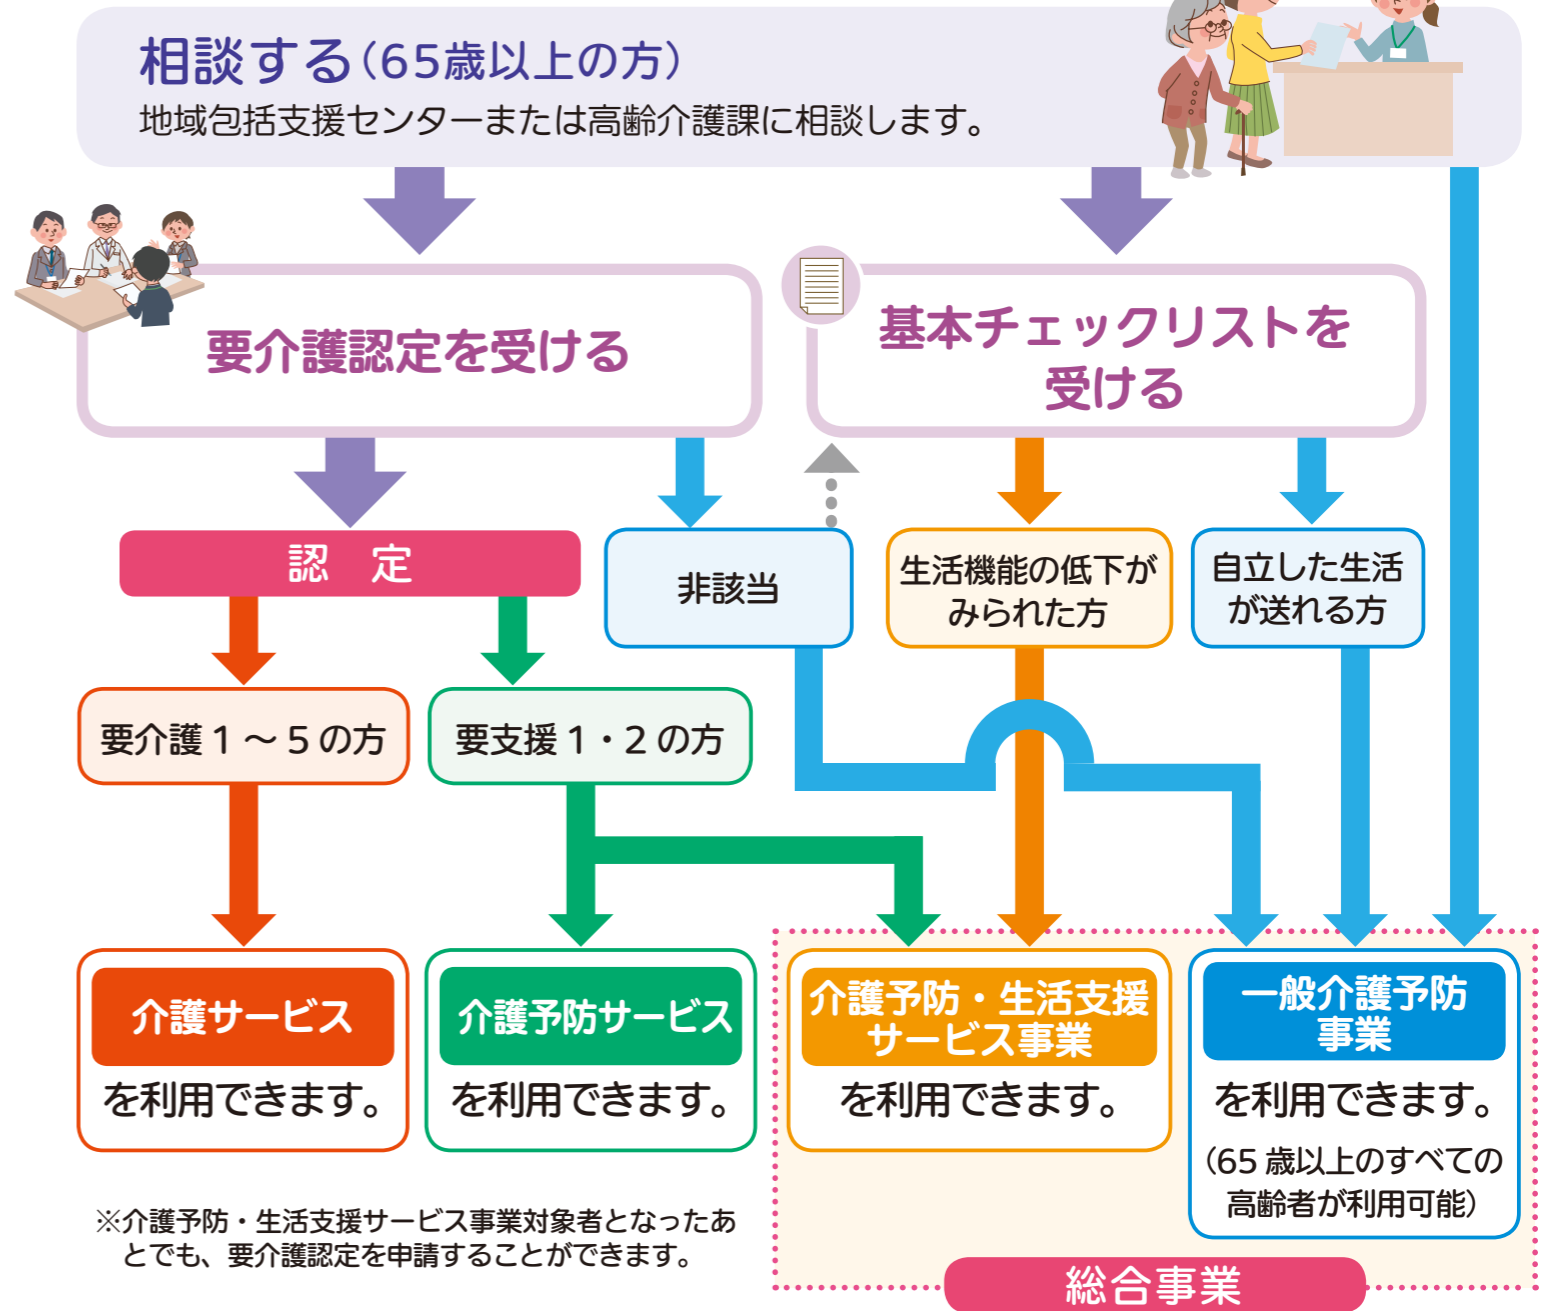 相談する(65歳以上の方)
地域包括支援センターまたは高齢介護課に相談します。
要介護認定を受ける
基本チェックリストを
受ける
認 定
非該当
生活機能の低下が
みられた方
自立した生活
が送れる方
要介護1〜5の方
要支援1・2の方
介護サービス
を利用できます。
介護予防サービス
を利用できます。
介護予防・生活支援
サービス事業
を利用できます。
一般介護予防
事業
を利用できます。
(65歳以上のすべての
高齢者が利用可能)
※介護予防・生活支援サービス事業対象者となったあ
とでも、要介護認定を申請することができます。
総合事業